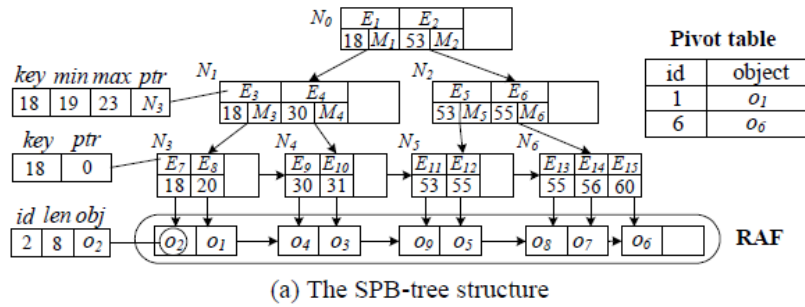 N0 E1 E2
18 M1 53 M2
Pivot table
id object
1 o1
6 o6
key min max ptr
18 19 23 N3
N1 E3 E4
18 M3 30 M4
N2 E5 E6
53 M5 55 M6
key ptr
18 0
N3 E7 E8
18 20
N4 E9 E10
30 31
N5 E11 E12
53 55
N6 E13 E14 E15
55 56 60
id len obj
2 8 o2
o2 o1 o4 o3 o9 o5 o8 o7 o6
RAF
(a) The SPB-tree structure